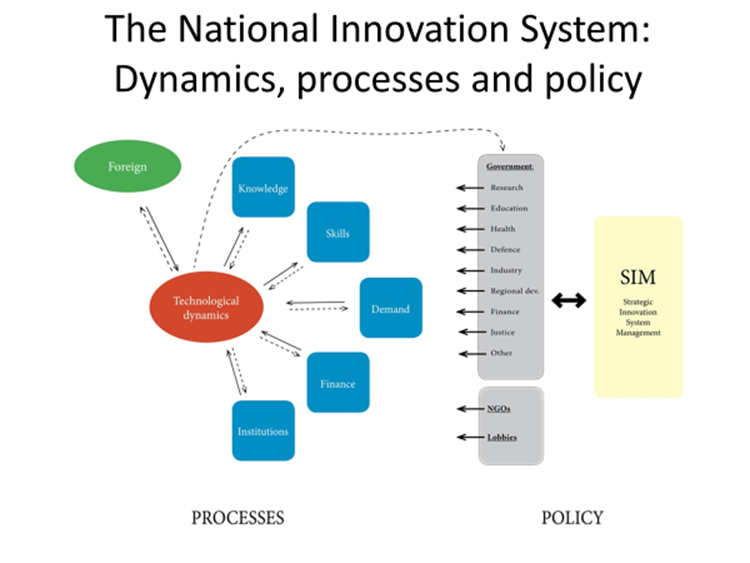 The National Innovation System:
Dynamics, processes and policy
Foreign
Knowledge
Skills
Technological
dynamics
Demand
Finance
Institutions
Government:
Research
Education
Health
Defence
Industry
Regional dev.
Finance
Justice
Other
NGOs
Lobbies
SIM
Strategic
Innovation
System
Management
PROCESSES
POLICY